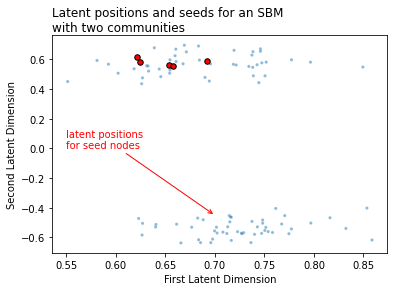 Latent positions and seeds for an SBM
with two communities
Second Latent Dimension
0.6
0.4
0.2
0.0
−0.2
−0.4
−0.6
latent positions
for seed nodes
0.55
0.60
0.65
0.70
0.75
0.80
0.85
First Latent Dimension